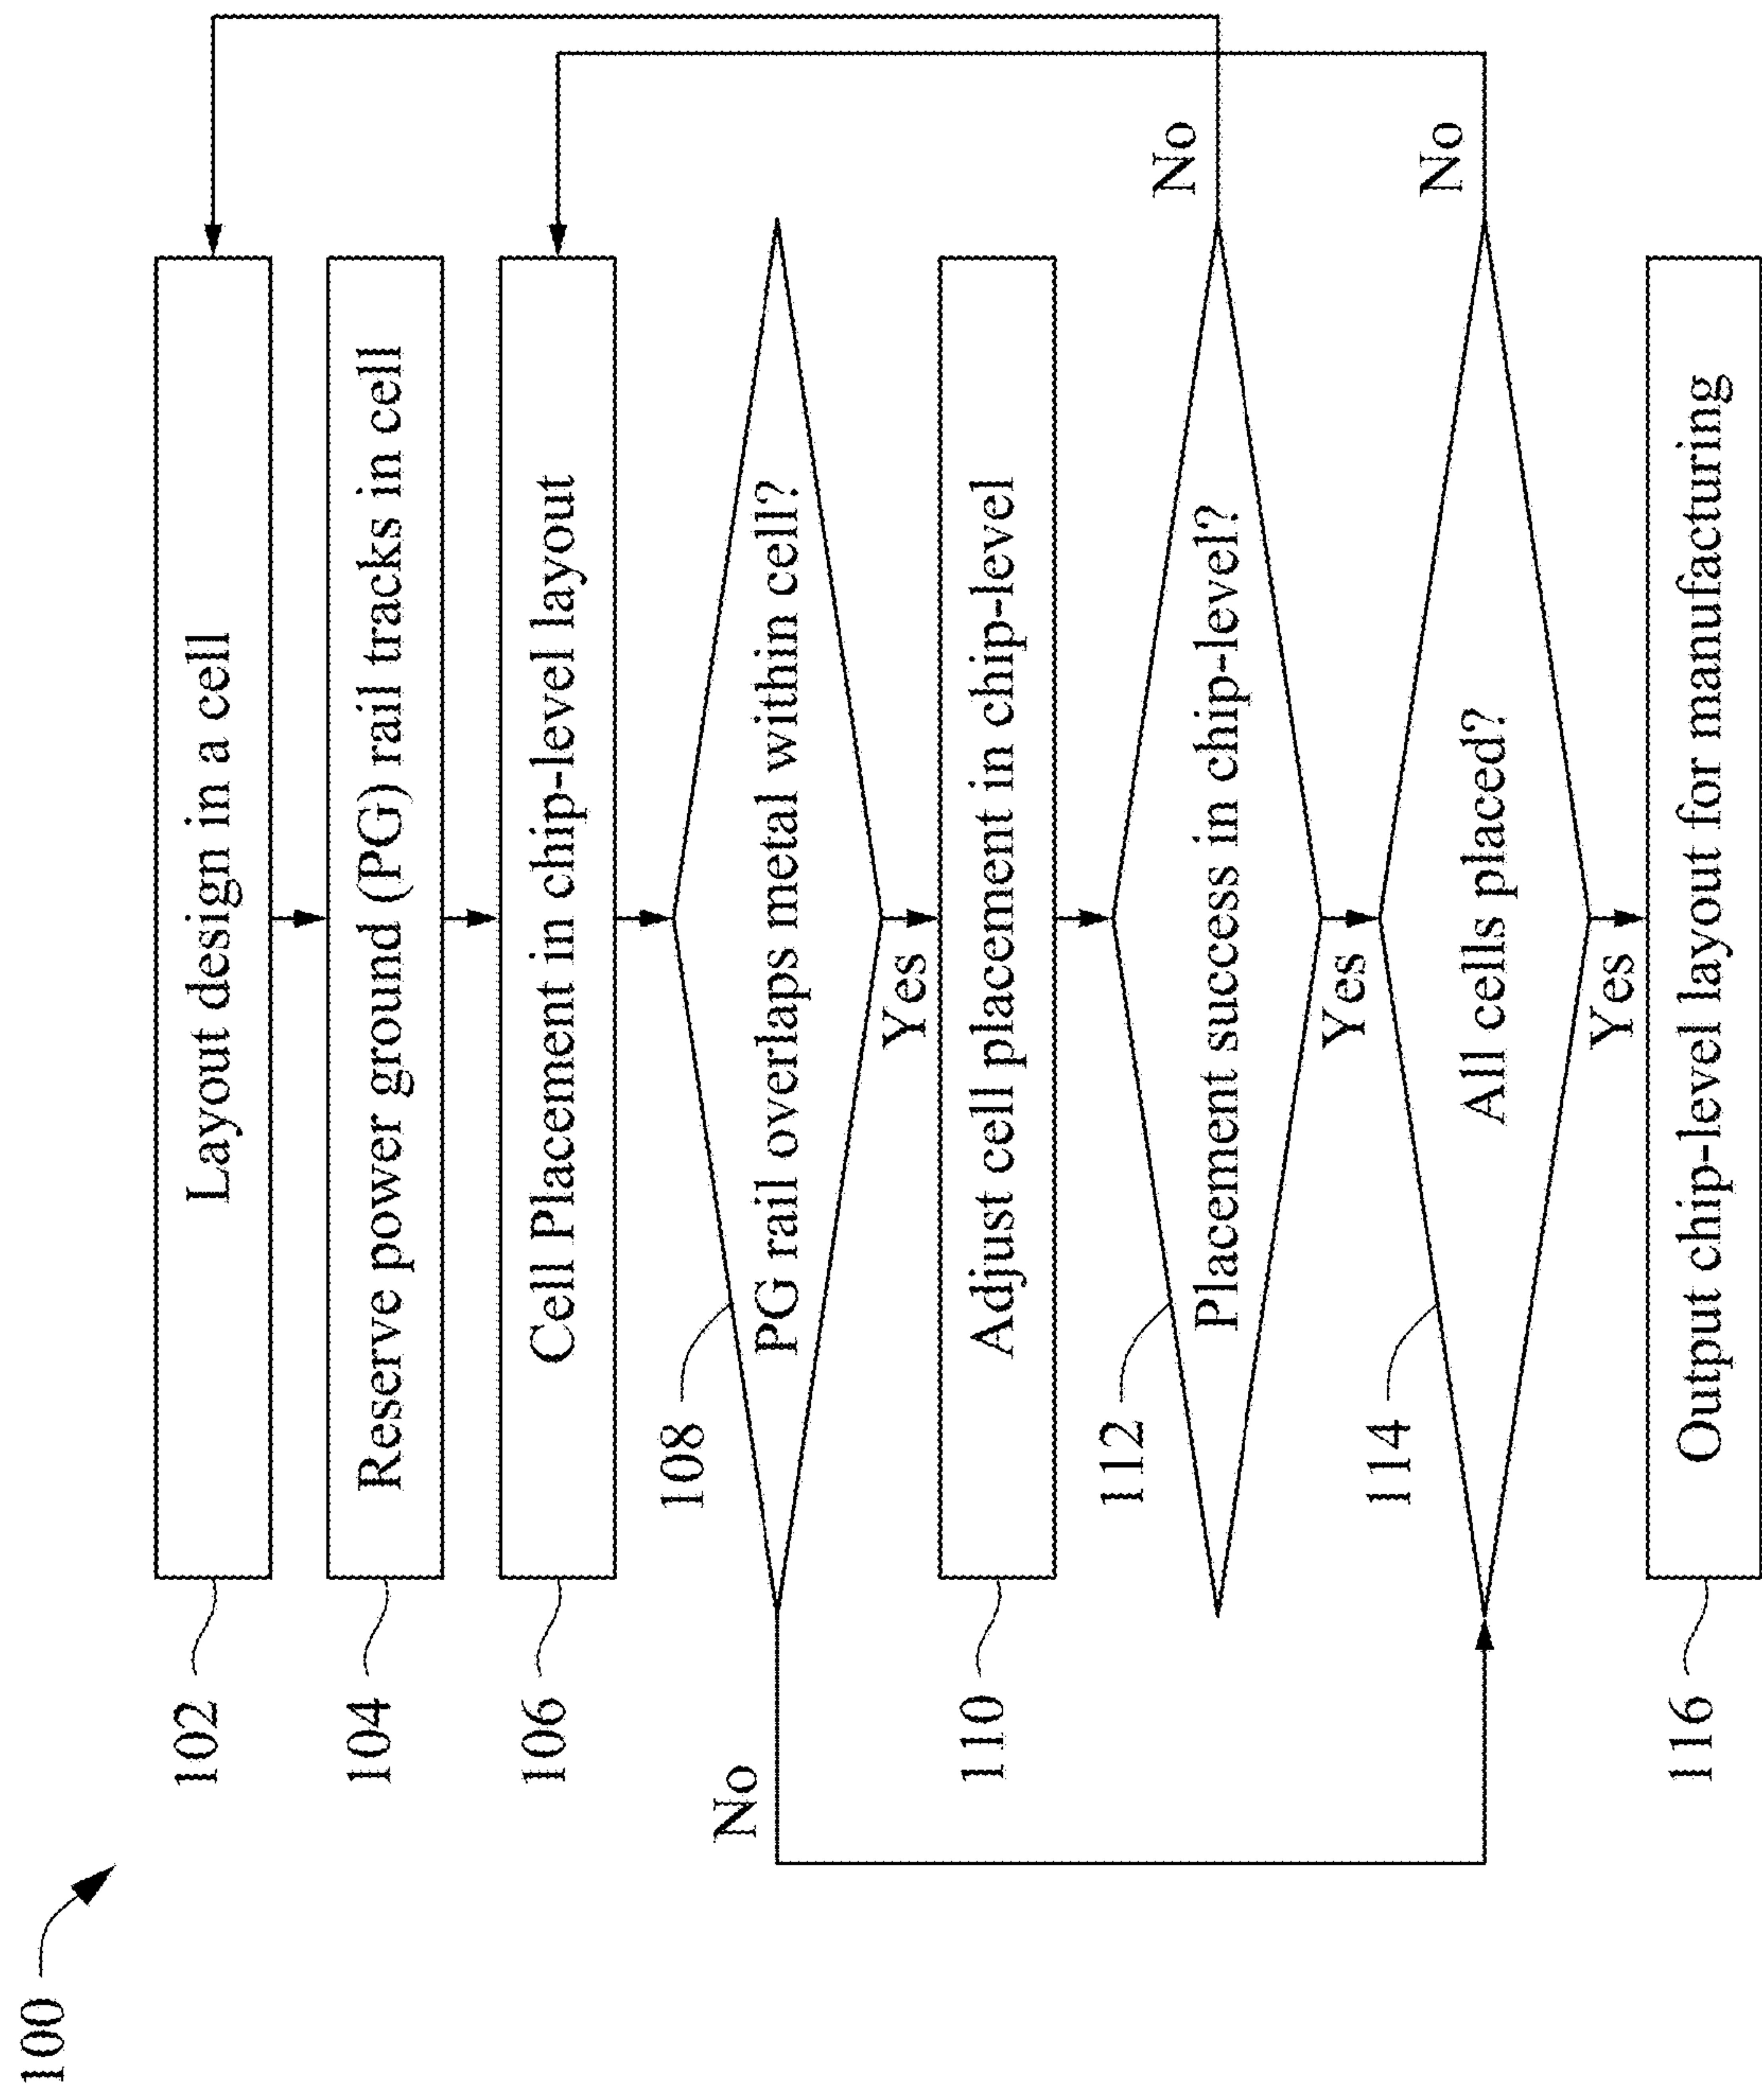 100
102
Layout design in a cell
104
Reserve power ground (PG) rail tracks in cell
106
Cell Placement in chip-level layout
108
PG rail overlaps metal within cell?
No
Yes
110
Adjust cell placement in chip-level
112
Placement success in chip-level?
No
Yes
114
All cells placed?
No
Yes
116
Output chip-level layout for manufacturing